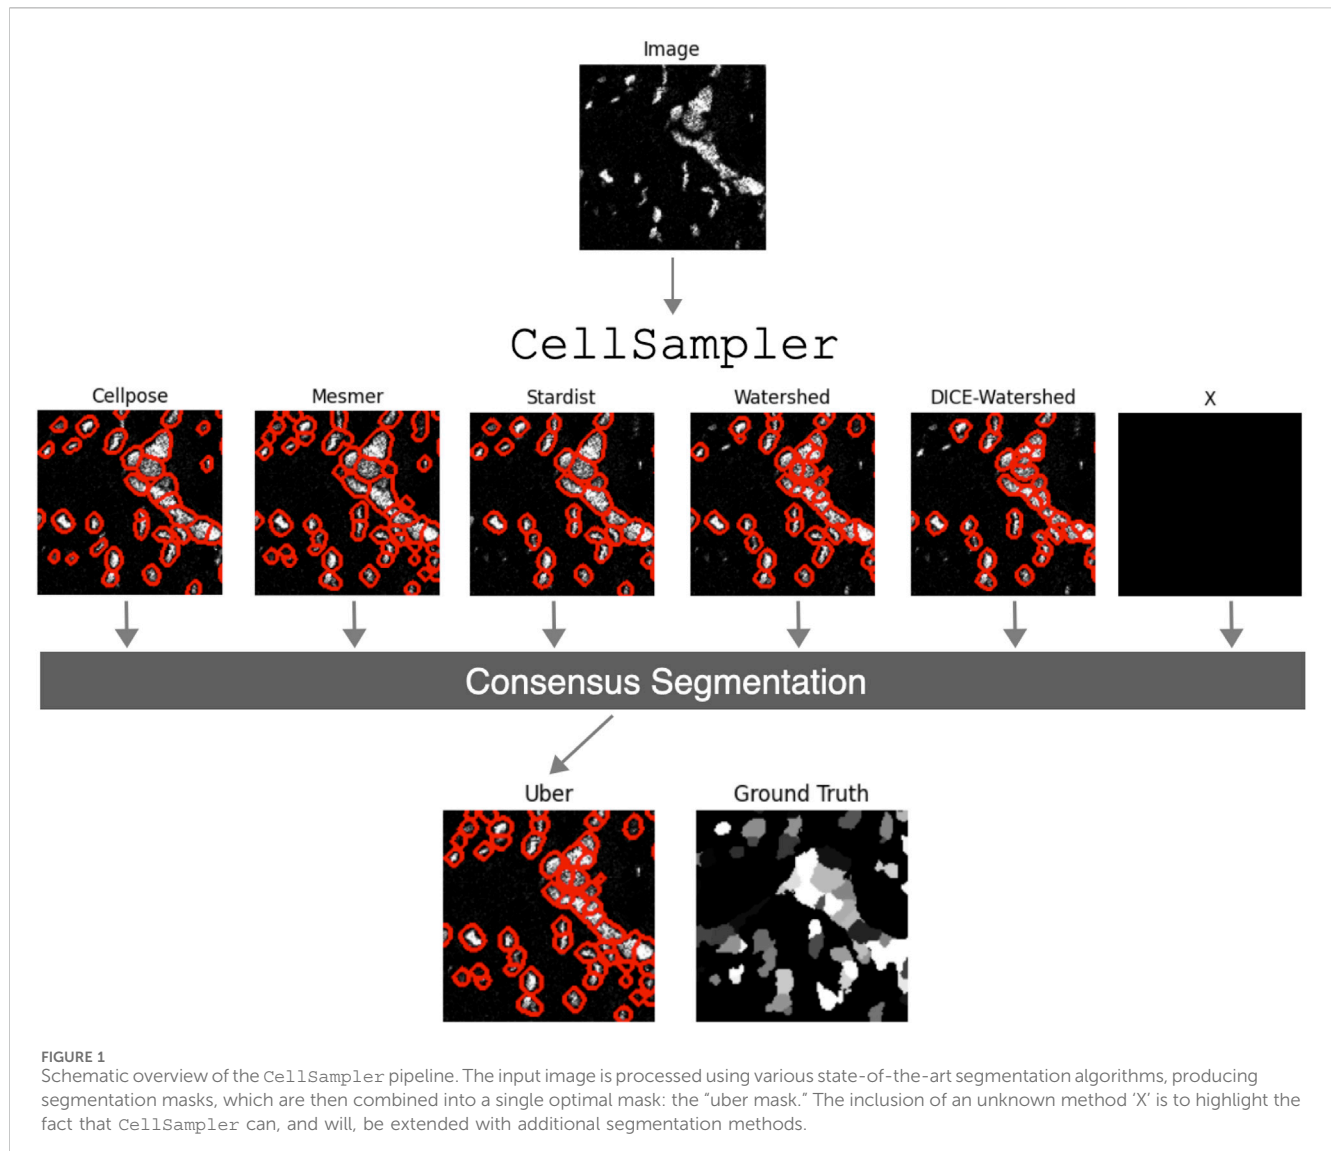 Image
CellSampler
Cellpose
Mesmer
Stardist
Watershed
DICE-Watershed
X
Consensus Segmentation
Uber
Ground Truth
FIGURE 1
Schematic overview of the CellSampler pipeline. The input image is processed using various state-of-the-art segmentation algorithms, producing
segmentation masks, which are then combined into a single optimal mask: the “uber mask.” The inclusion of an unknown method ‘X’ is to highlight the
fact that CellSampler can, and will, be extended with additional segmentation methods.